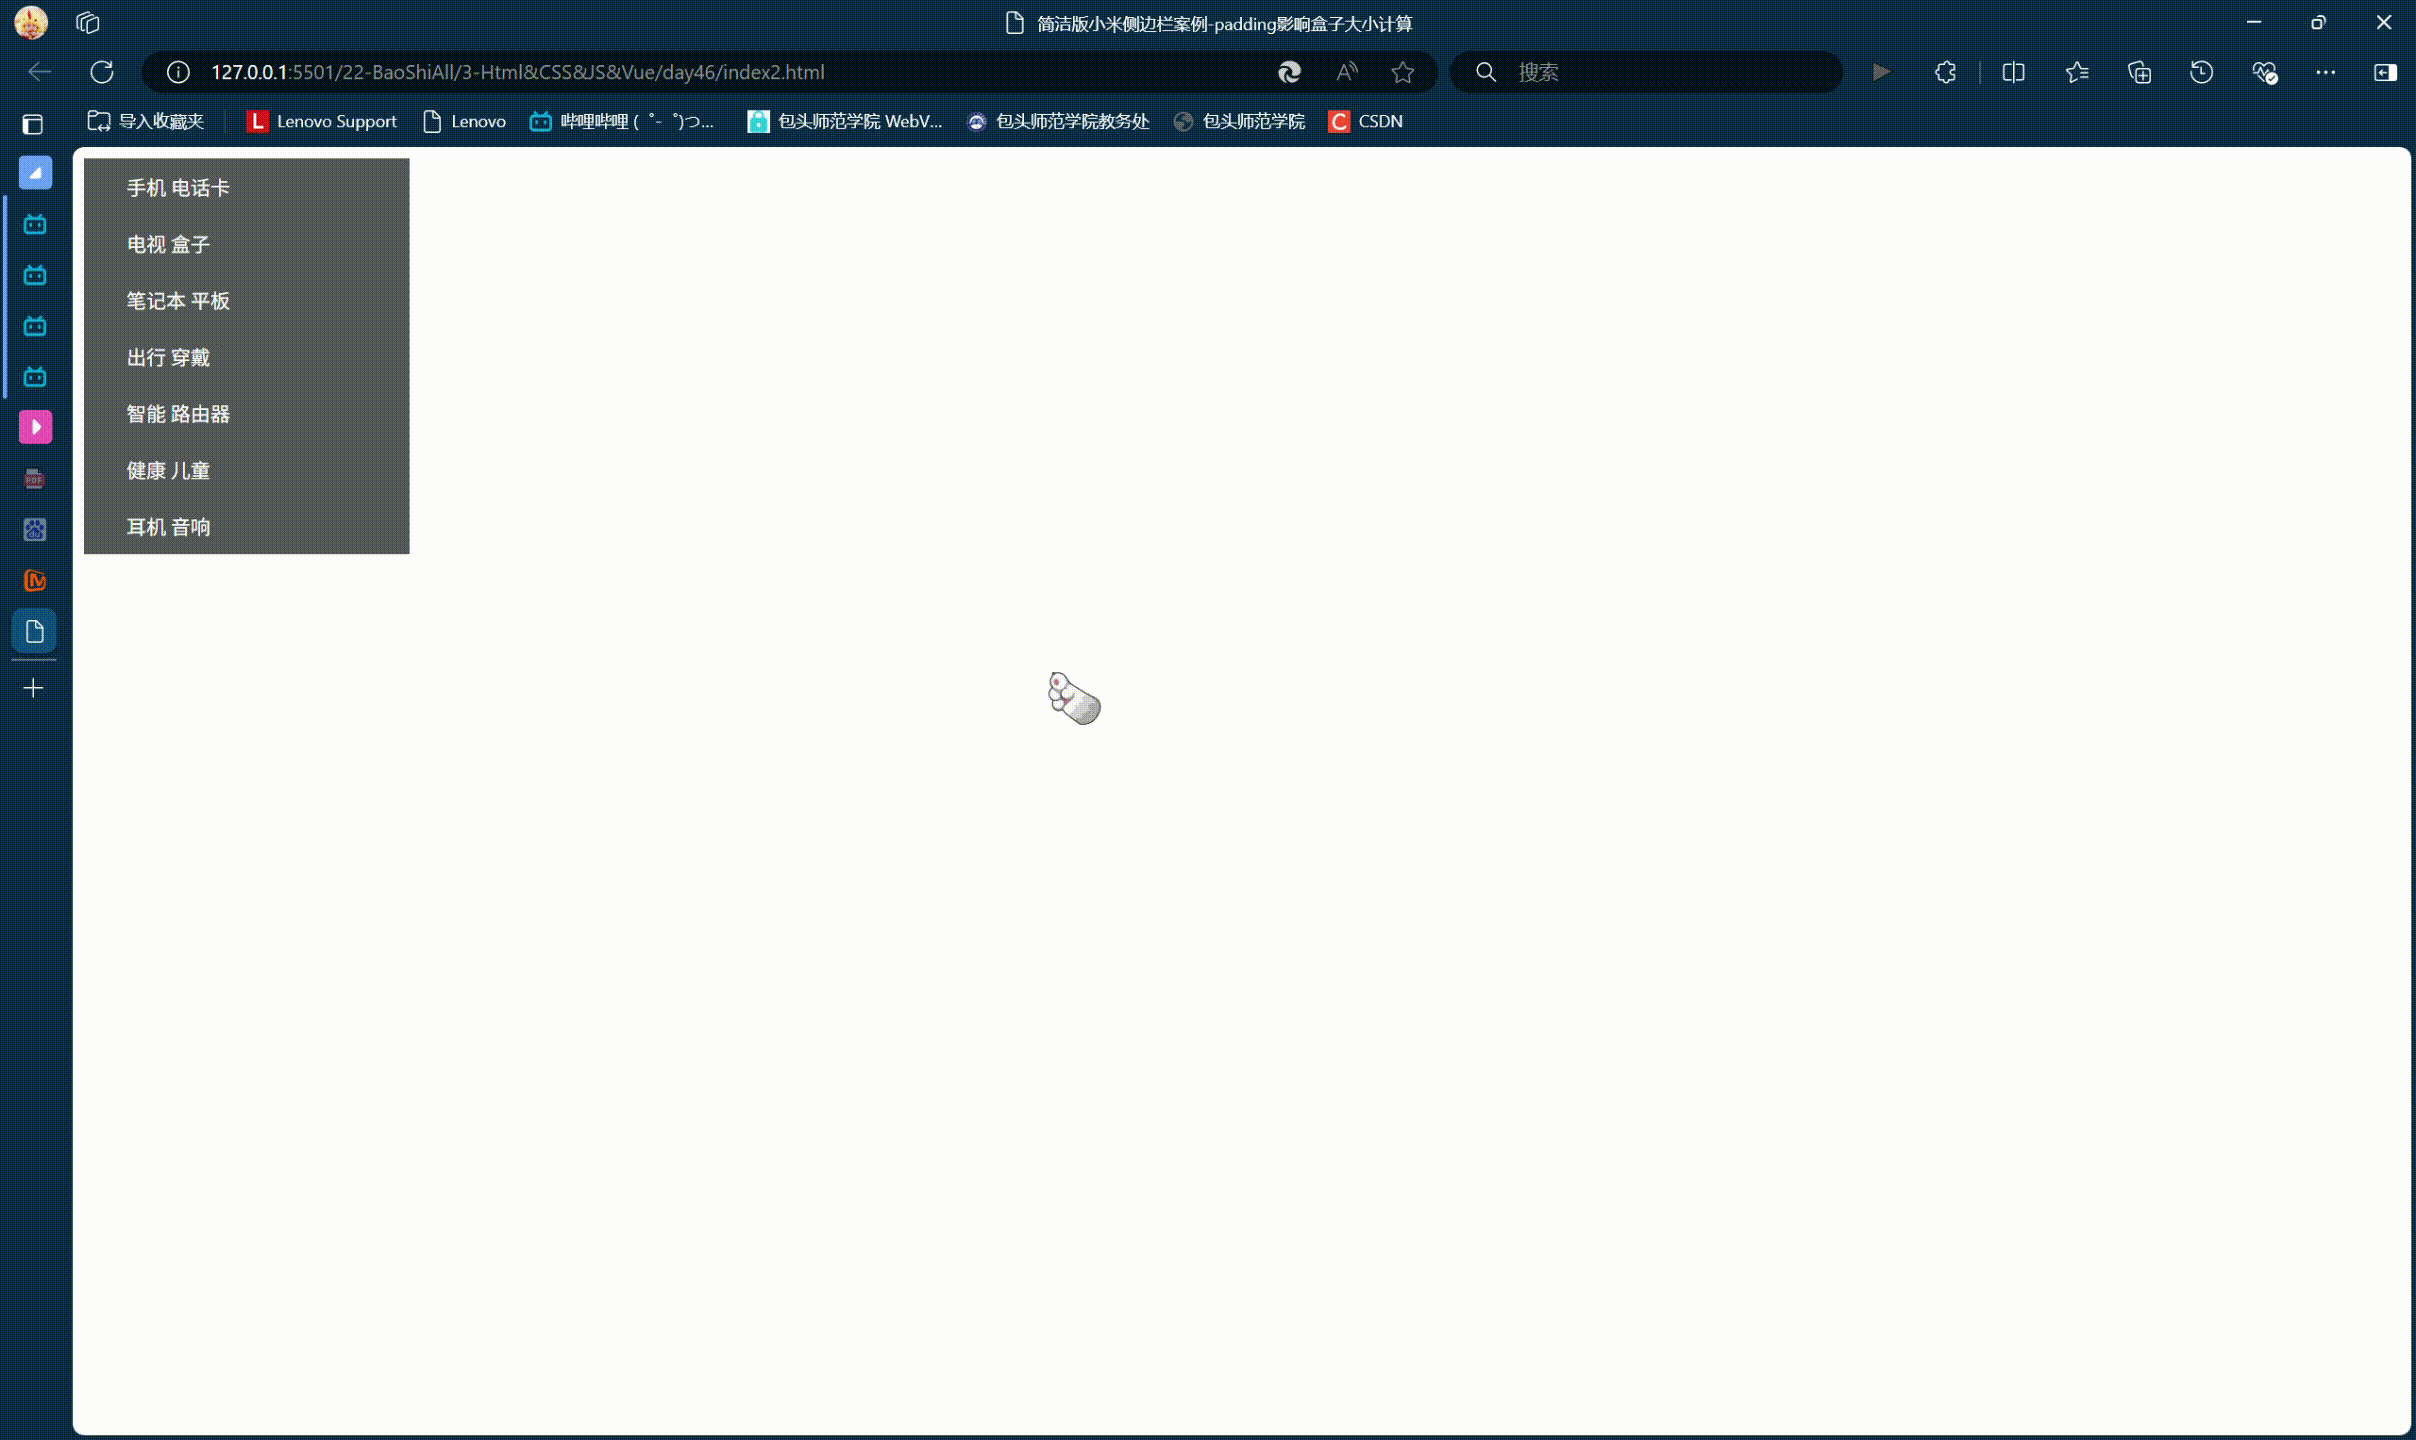 简洁版小米侧边栏案例-padding影响盒子大小计算
127.0.0.1:5501/22-BaoShiAll/3-Html&CSS&JS&Vue/day46/index2.html
搜索
导入收藏夹 Lenovo Support Lenovo 哔哩哔哩 ( ゜- ゜)つ... 包头师范学院 WebV... 包头师范学院教务处 包头师范学院 CSDN
手机 电话卡
电视 盒子
笔记本 平板
出行 穿戴
智能 路由器
健康 儿童
耳机 音响